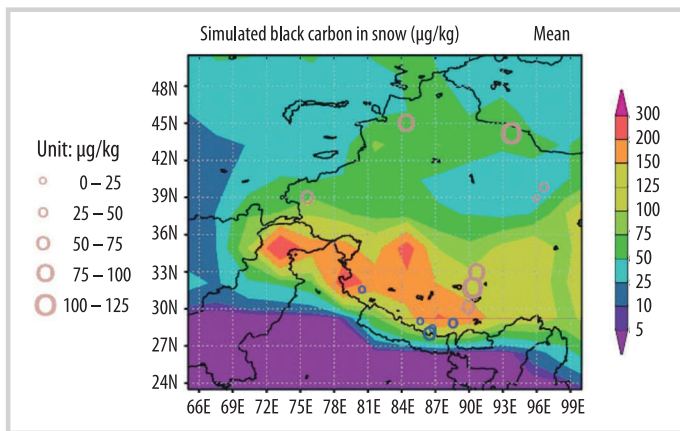 Simulated black carbon in snow (µg/kg) Mean
48N
45N
42N
39N
36N
33N
30N
27N
24N
66E 69E 72E 75E 78E 81E 84E 87E 90E 93E 96E 99E
Unit: µg/kg
0 – 25
25 – 50
50 – 75
75 – 100
100 – 125
300
200
150
125
100
75
50
25
10
5